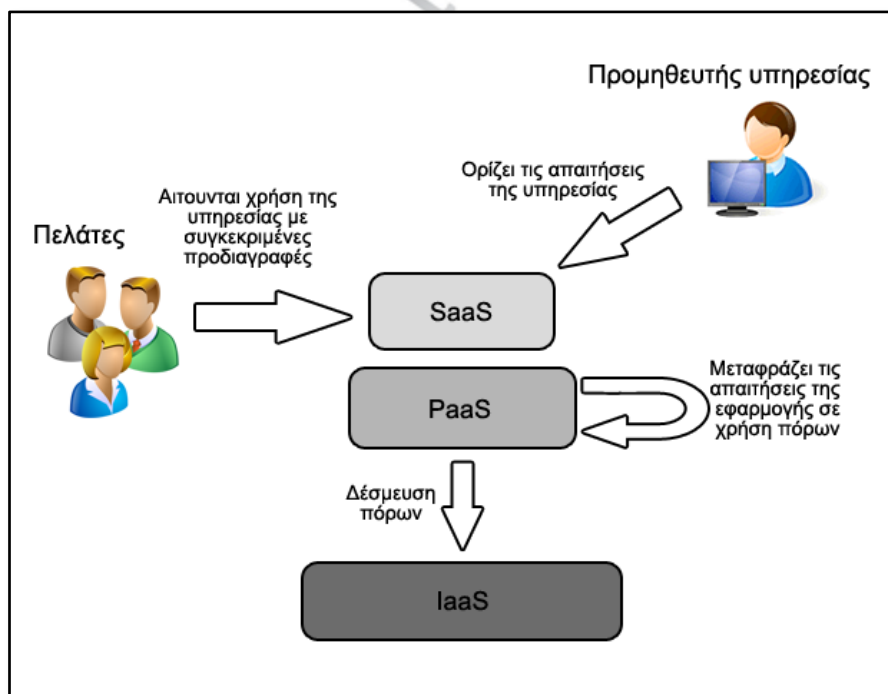 Προμηθευτής υπηρεσίας
Ορίζει τις απαιτήσεις
της υπηρεσίας
Αιτουνται χρήση της
υπηρεσίας με
συγκεκριμένες
προδιαγραφές
Πελάτες
SaaS
PaaS
Μεταφράζει τις
απαιτήσεις της
εφαρμογής σε
χρήση πόρων
Δέσμευση
πόρων
IaaS